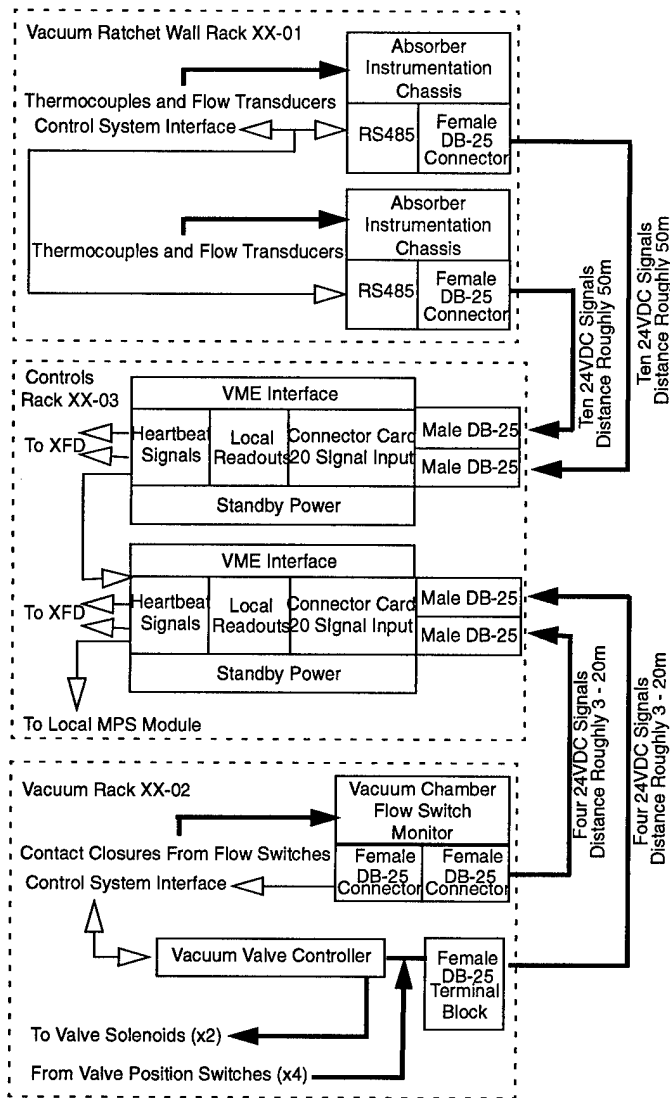 Vacuum Ratchet Wall Rack XX-01
Absorber
Instrumentation
Chassis
Thermocouples and Flow Transducers
Control System Interface
RS485
Female
DB-25
Connector
Absorber
Instrumentation
Chassis
Thermocouples and Flow Transducers
RS485
Female
DB-25
Connector
Ten 24VDC Signals
Distance Roughly 50m
Ten 24VDC Signals
Distance Roughly 50m
Controls
Rack XX-03
VME Interface
To XFD
Heartbeat
Signals
Local
Readouts
Connector Card
20 Signal Input
Male DB-25
Male DB-25
Standby Power
VME Interface
To XFD
Heartbeat
Signals
Local
Readouts
Connector Card
20 Signal Input
Male DB-25
Male DB-25
Standby Power
To Local MPS Module
Four 24VDC Signals
Distance Roughly 3 - 20m
Four 24VDC Signals
Distance Roughly 3 - 20m
Vacuum Rack XX-02
Vacuum Chamber
Flow Switch
Monitor
Contact Closures From Flow Switches
Control System Interface
Female
DB-25
Connector
Female
DB-25
Connector
Vacuum Valve Controller
Female
DB-25
Terminal
Block
To Valve Solenoids (x2)
From Valve Position Switches (x4)